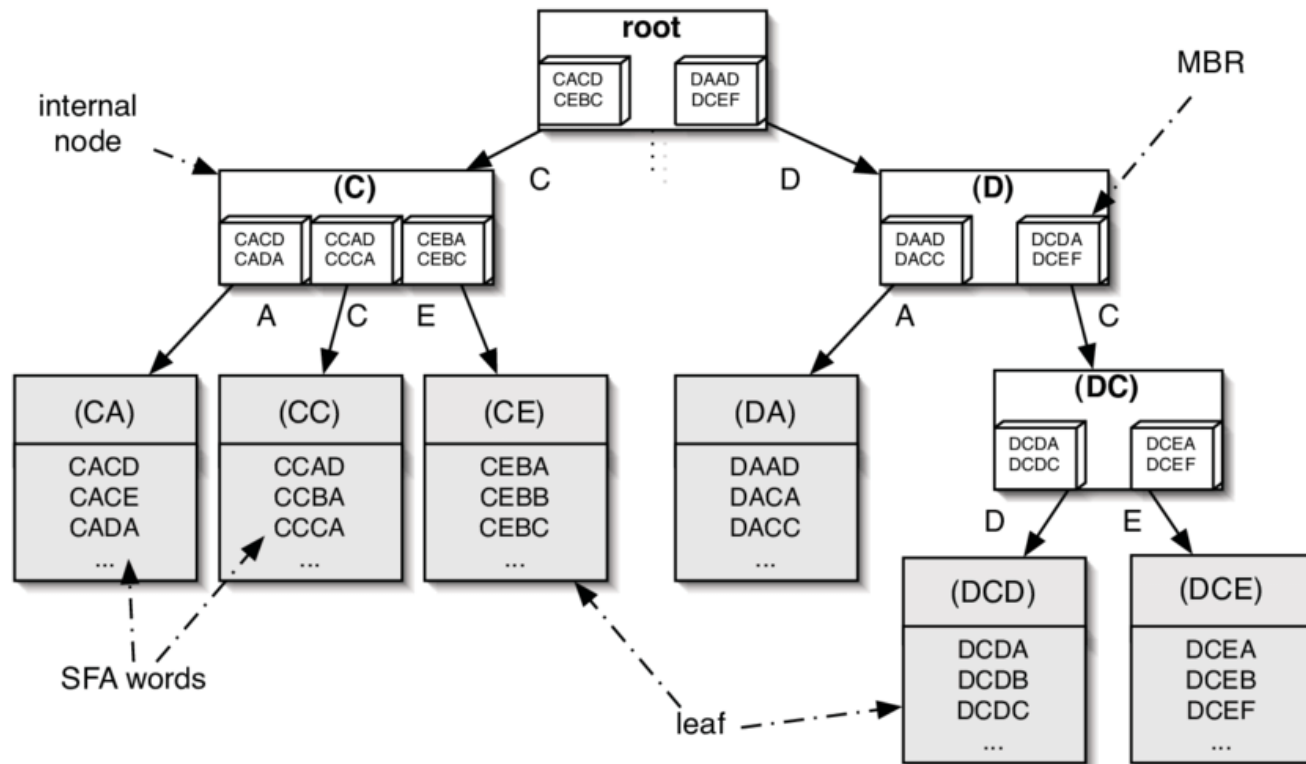 root
CACD
CEBC
DAAD
DCEF
MBR
internal
node
C
D
(C)
CACD
CADA
CCAD
CCCA
CEBA
CEBC
(D)
DAAD
DACC
DCDA
DCEF
A
C
E
A
C
(CA)
CACD
CACE
CADA
...
(CC)
CCAD
CCBA
CCCA
...
(CE)
CEBA
CEBB
CEBC
...
(DA)
DAAD
DACA
DACC
...
(DC)
DCDA
DCDC
DCEA
DCEF
D
E
(DCD)
DCDA
DCDB
DCDC
...
(DCE)
DCEA
DCEB
DCEF
...
SFA words
leaf